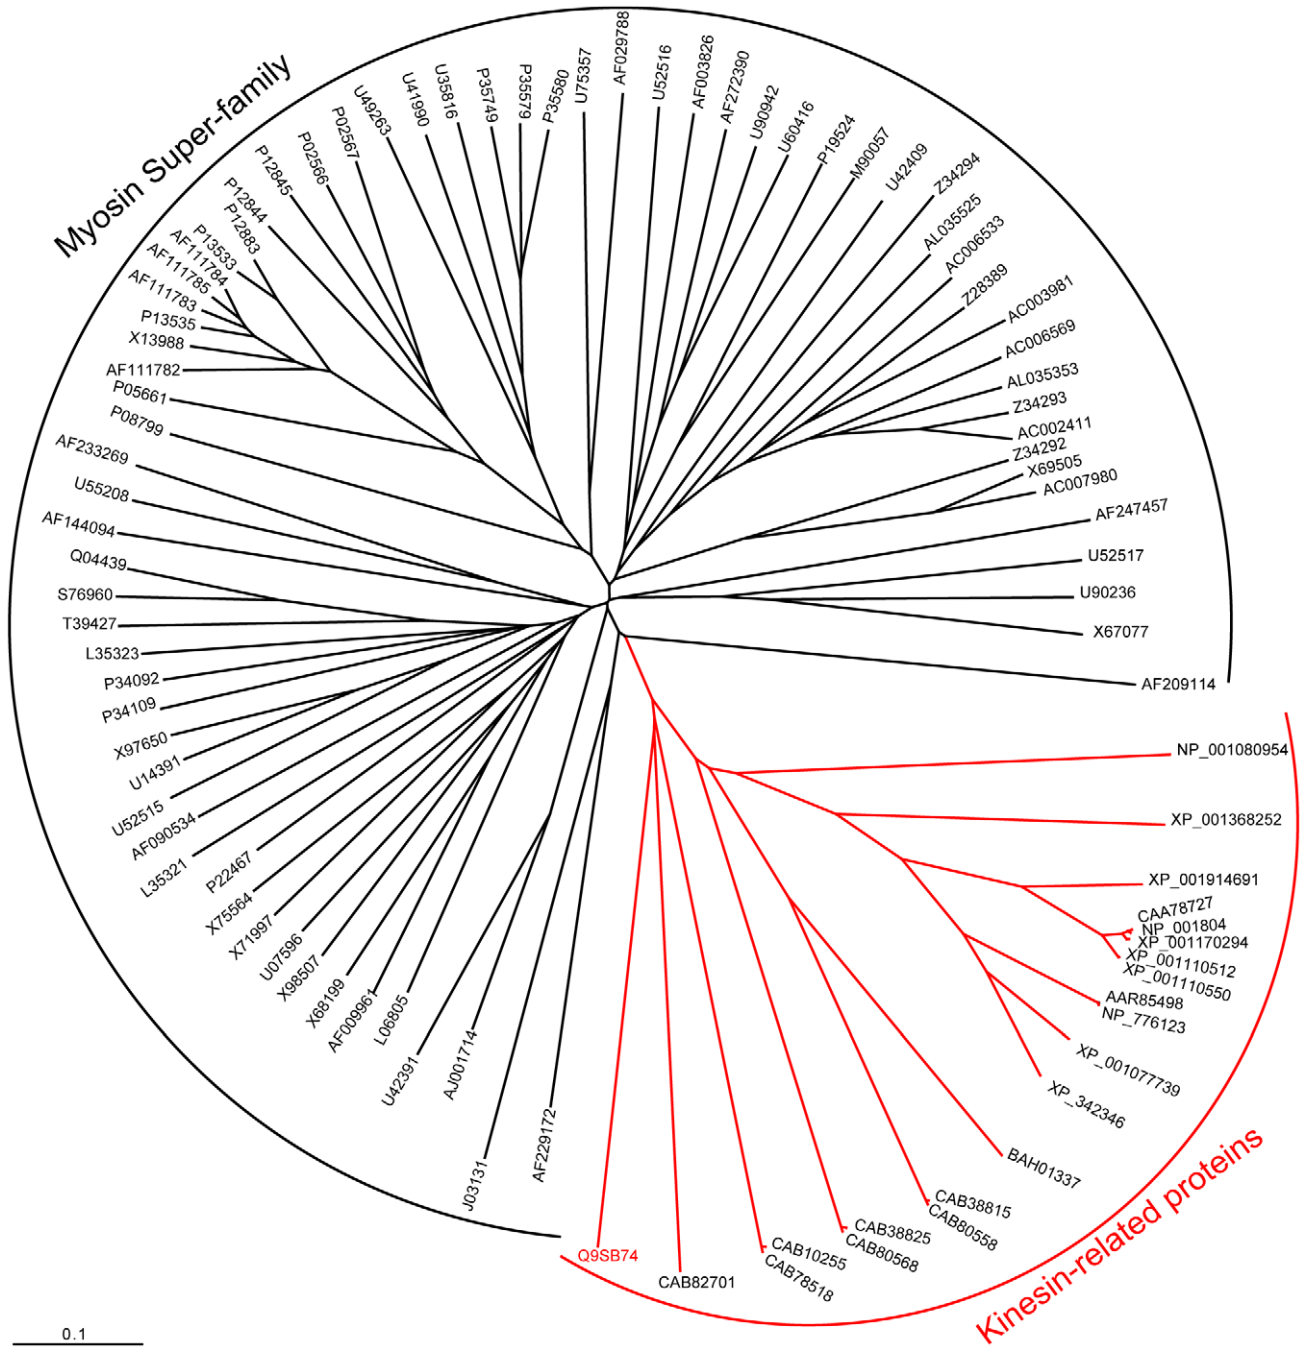 Myosin Super-family
AF029788
U52516
AF003826
AF272390
U90942
U60416
P19524
M90057
U42409
Z34294
AL035525
AC006533
Z28389
AC003981
AC006569
AL035353
Z34293
AC002411
Z34292
X69505
AC007980
AF247457
U52517
U90236
X67077
AF209114
NP_001080954
XP_001368252
XP_001914691
CAA78727
NP_001804
XP_001170294
XP_001110512
XP_001110550
AAR85498
NP_776123
XP_001077739
XP_342346
BAH01337
CAB38815
CAB80558
CAB38825
CAB80568
CAB10255
CAB78518
CAB82701
Q9SB74
Kinesin-related proteins
AF229172
J03131
AJ001714
U42391
L06805
AF009961
X68199
X98507
U07596
X71997
X75564
P22467
L35321
AF090534
U52515
U14391
X97650
P34109
P34092
L35323
T39427
S76960
Q04439
AF144094
U55208
AF233269
P08799
P05661
AF111782
X13988
P13535
AF111783
AF111785
AF111784
P13533
P12883
P12844
P12845
P02566
P02567
U49263
U41990
U35816
P35749
P35579
P35580
U75357
0.1